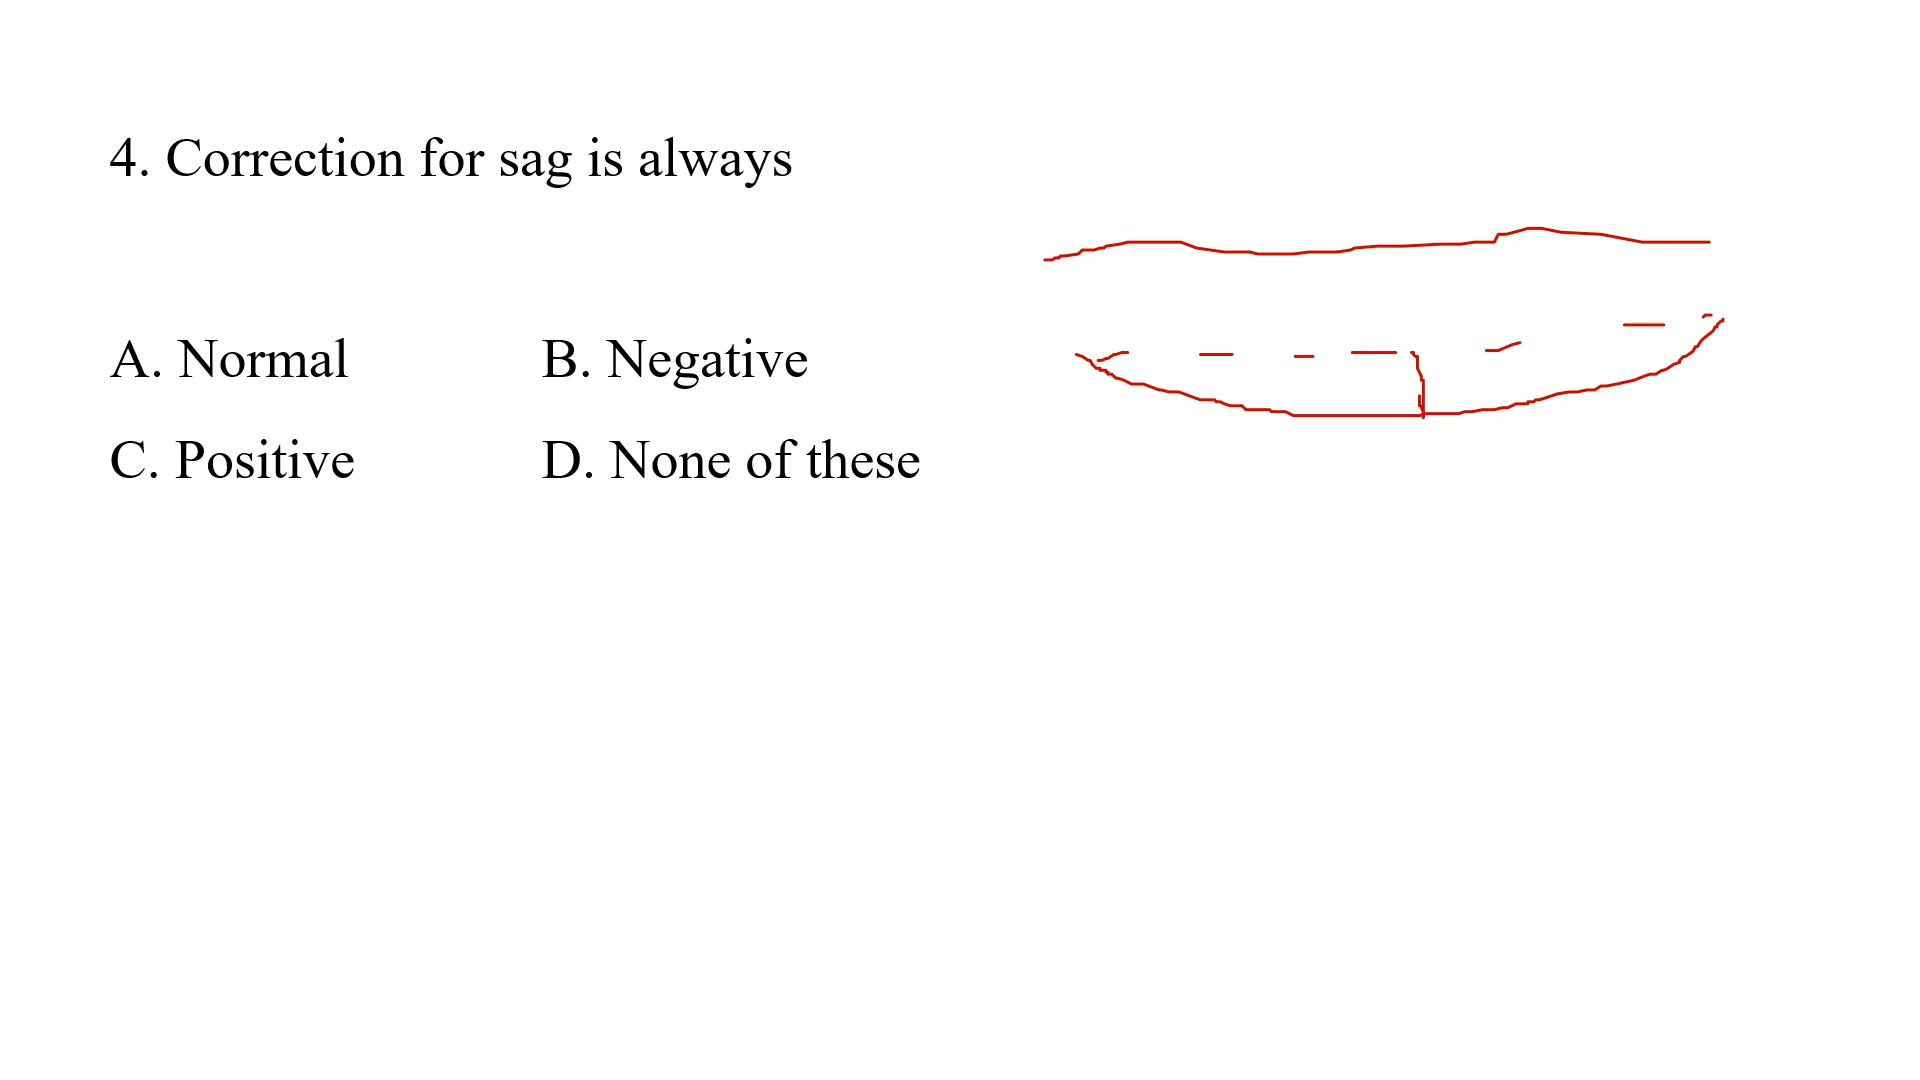 4. Correction for sag is always
A. Normal B. Negative
C. Positive D. None of these